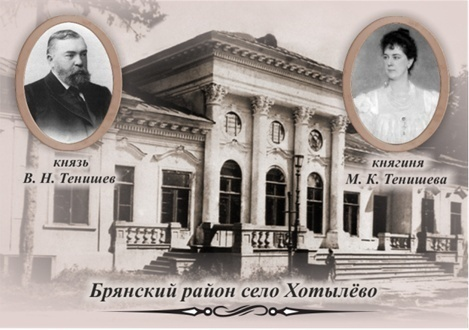 князь
В. Н. Тенишев
княгиня
М. К. Тенишева
Брянский район село Хотылёво